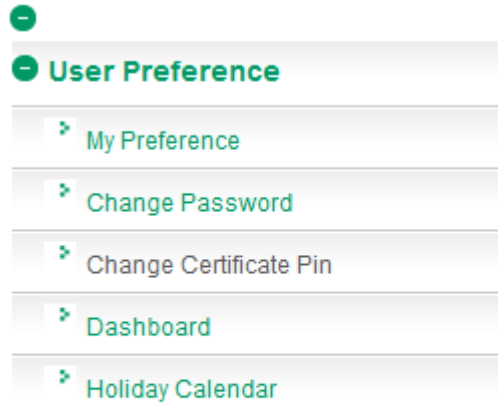 User Preference
My Preference
Change Password
Change Certificate Pin
Dashboard
Holiday Calendar